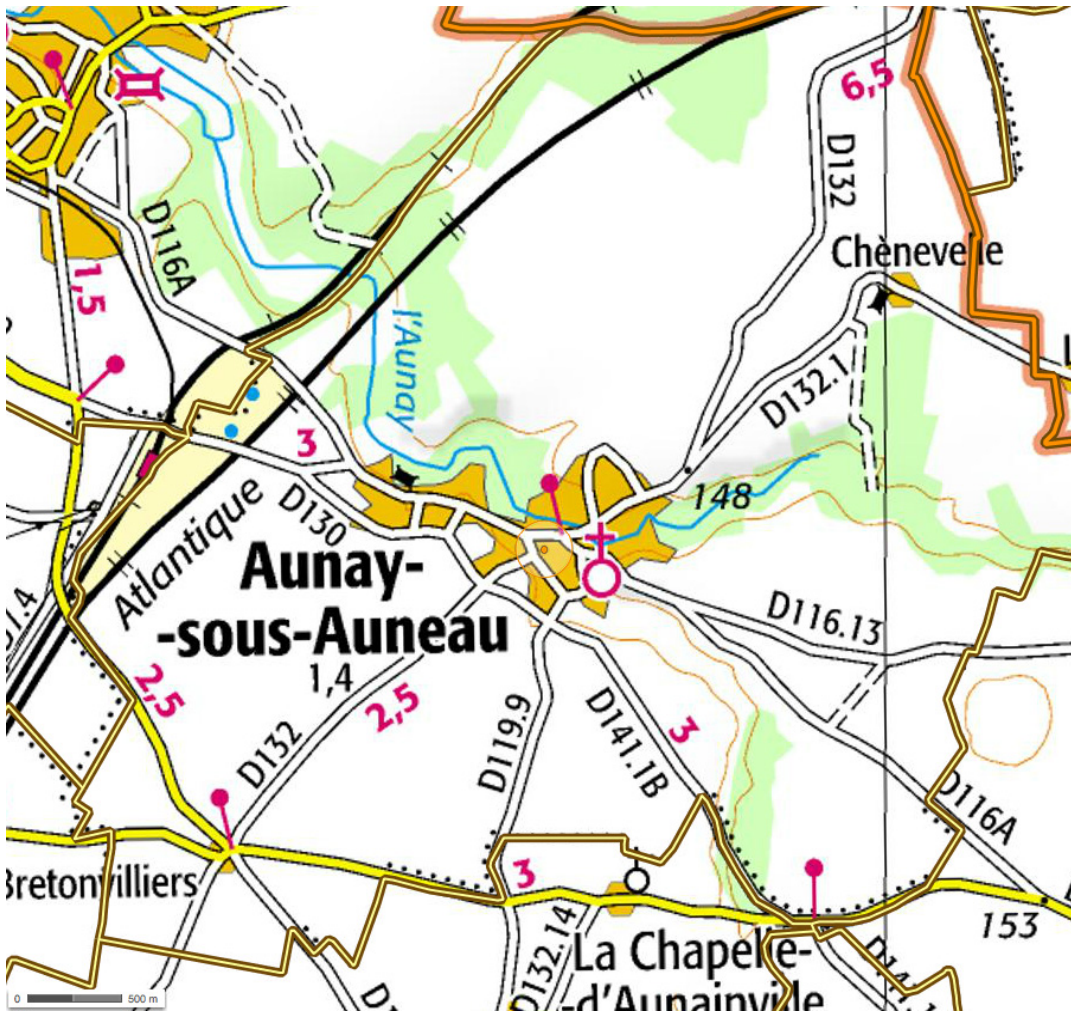 6,5
D132
D116A
Chènevelle
1,5
l'Aunay
D132.1
3
148
D130
Atlantique
Aunay-
-sous-Auneau
D116.13
1,4
2,5
2,5
D132
D119.9
D141.1B
3
D116A
3
Bretonvilliers
153
D132.14
La Chapelle-
-d'Aunainville
0 500 m